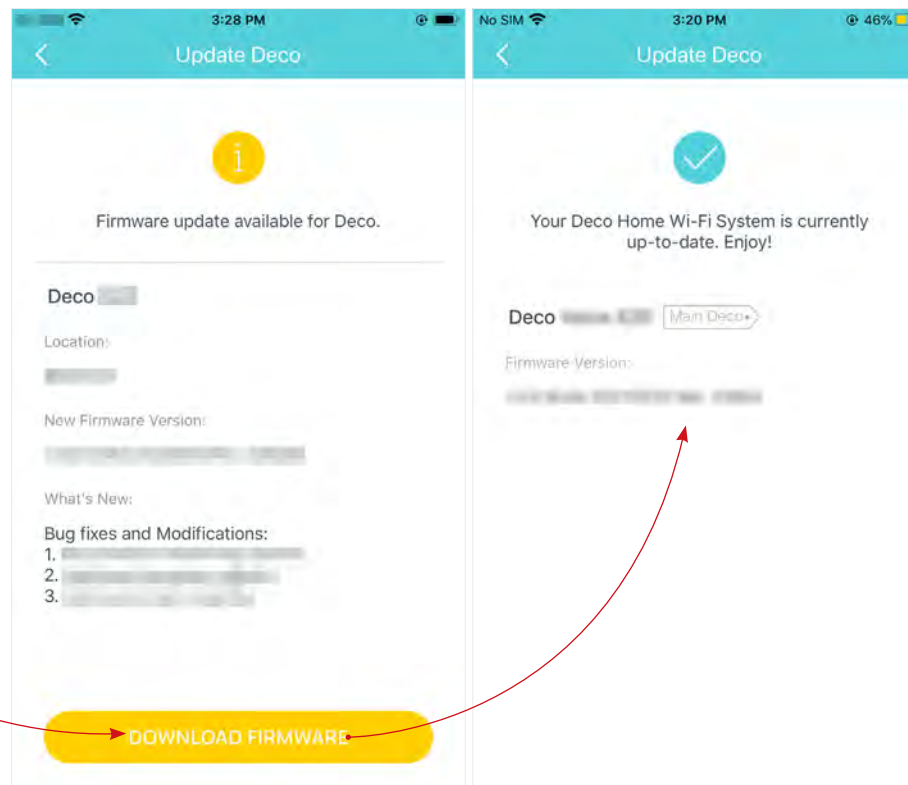 3:28 PM
Update Deco
Firmware update available for Deco.
Deco
Location:
New Firmware Version:
What's New:
Bug fixes and Modifications:
1.
2.
3.
DOWNLOAD FIRMWARE
No SIM 3:20 PM 46%
Update Deco
Your Deco Home Wi-Fi System is currently
up-to-date. Enjoy!
Deco Main Deco
Firmware Version: